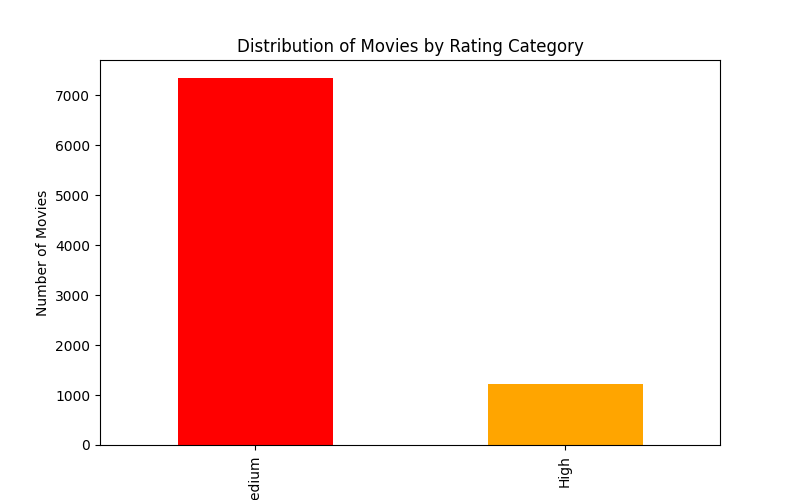 Distribution of Movies by Rating Category
Number of Movies
7000
6000
5000
4000
3000
2000
1000
0
edium
High